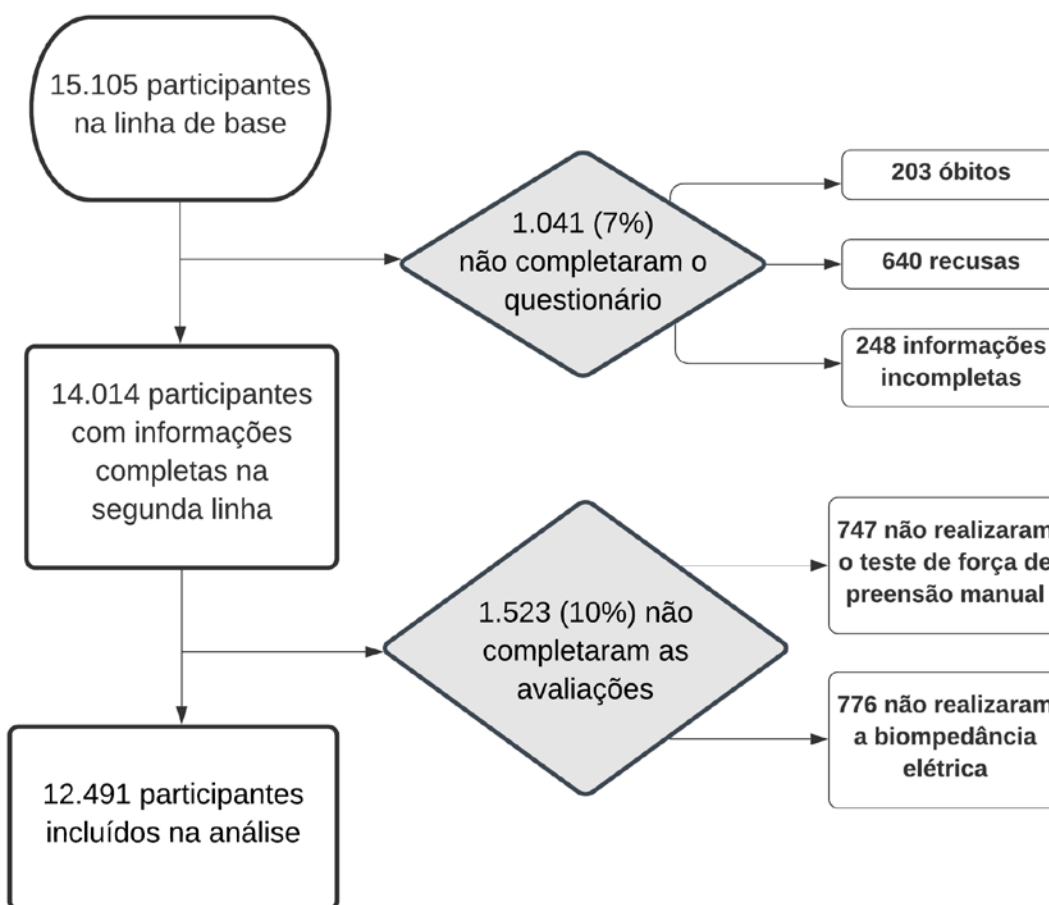 15.105 participantes
na linha de base
1.041 (7%)
não completaram o
questionário
203 óbitos
640 recusas
248 informações
incompletas
14.014 participantes
com informações
completas na
segunda linha
1.523 (10%) não
completaram as
avaliações
747 não realizaram
o teste de força de
preensão manual
776 não realizaram
a biompedância
elétrica
12.491 participantes
incluídos na análise